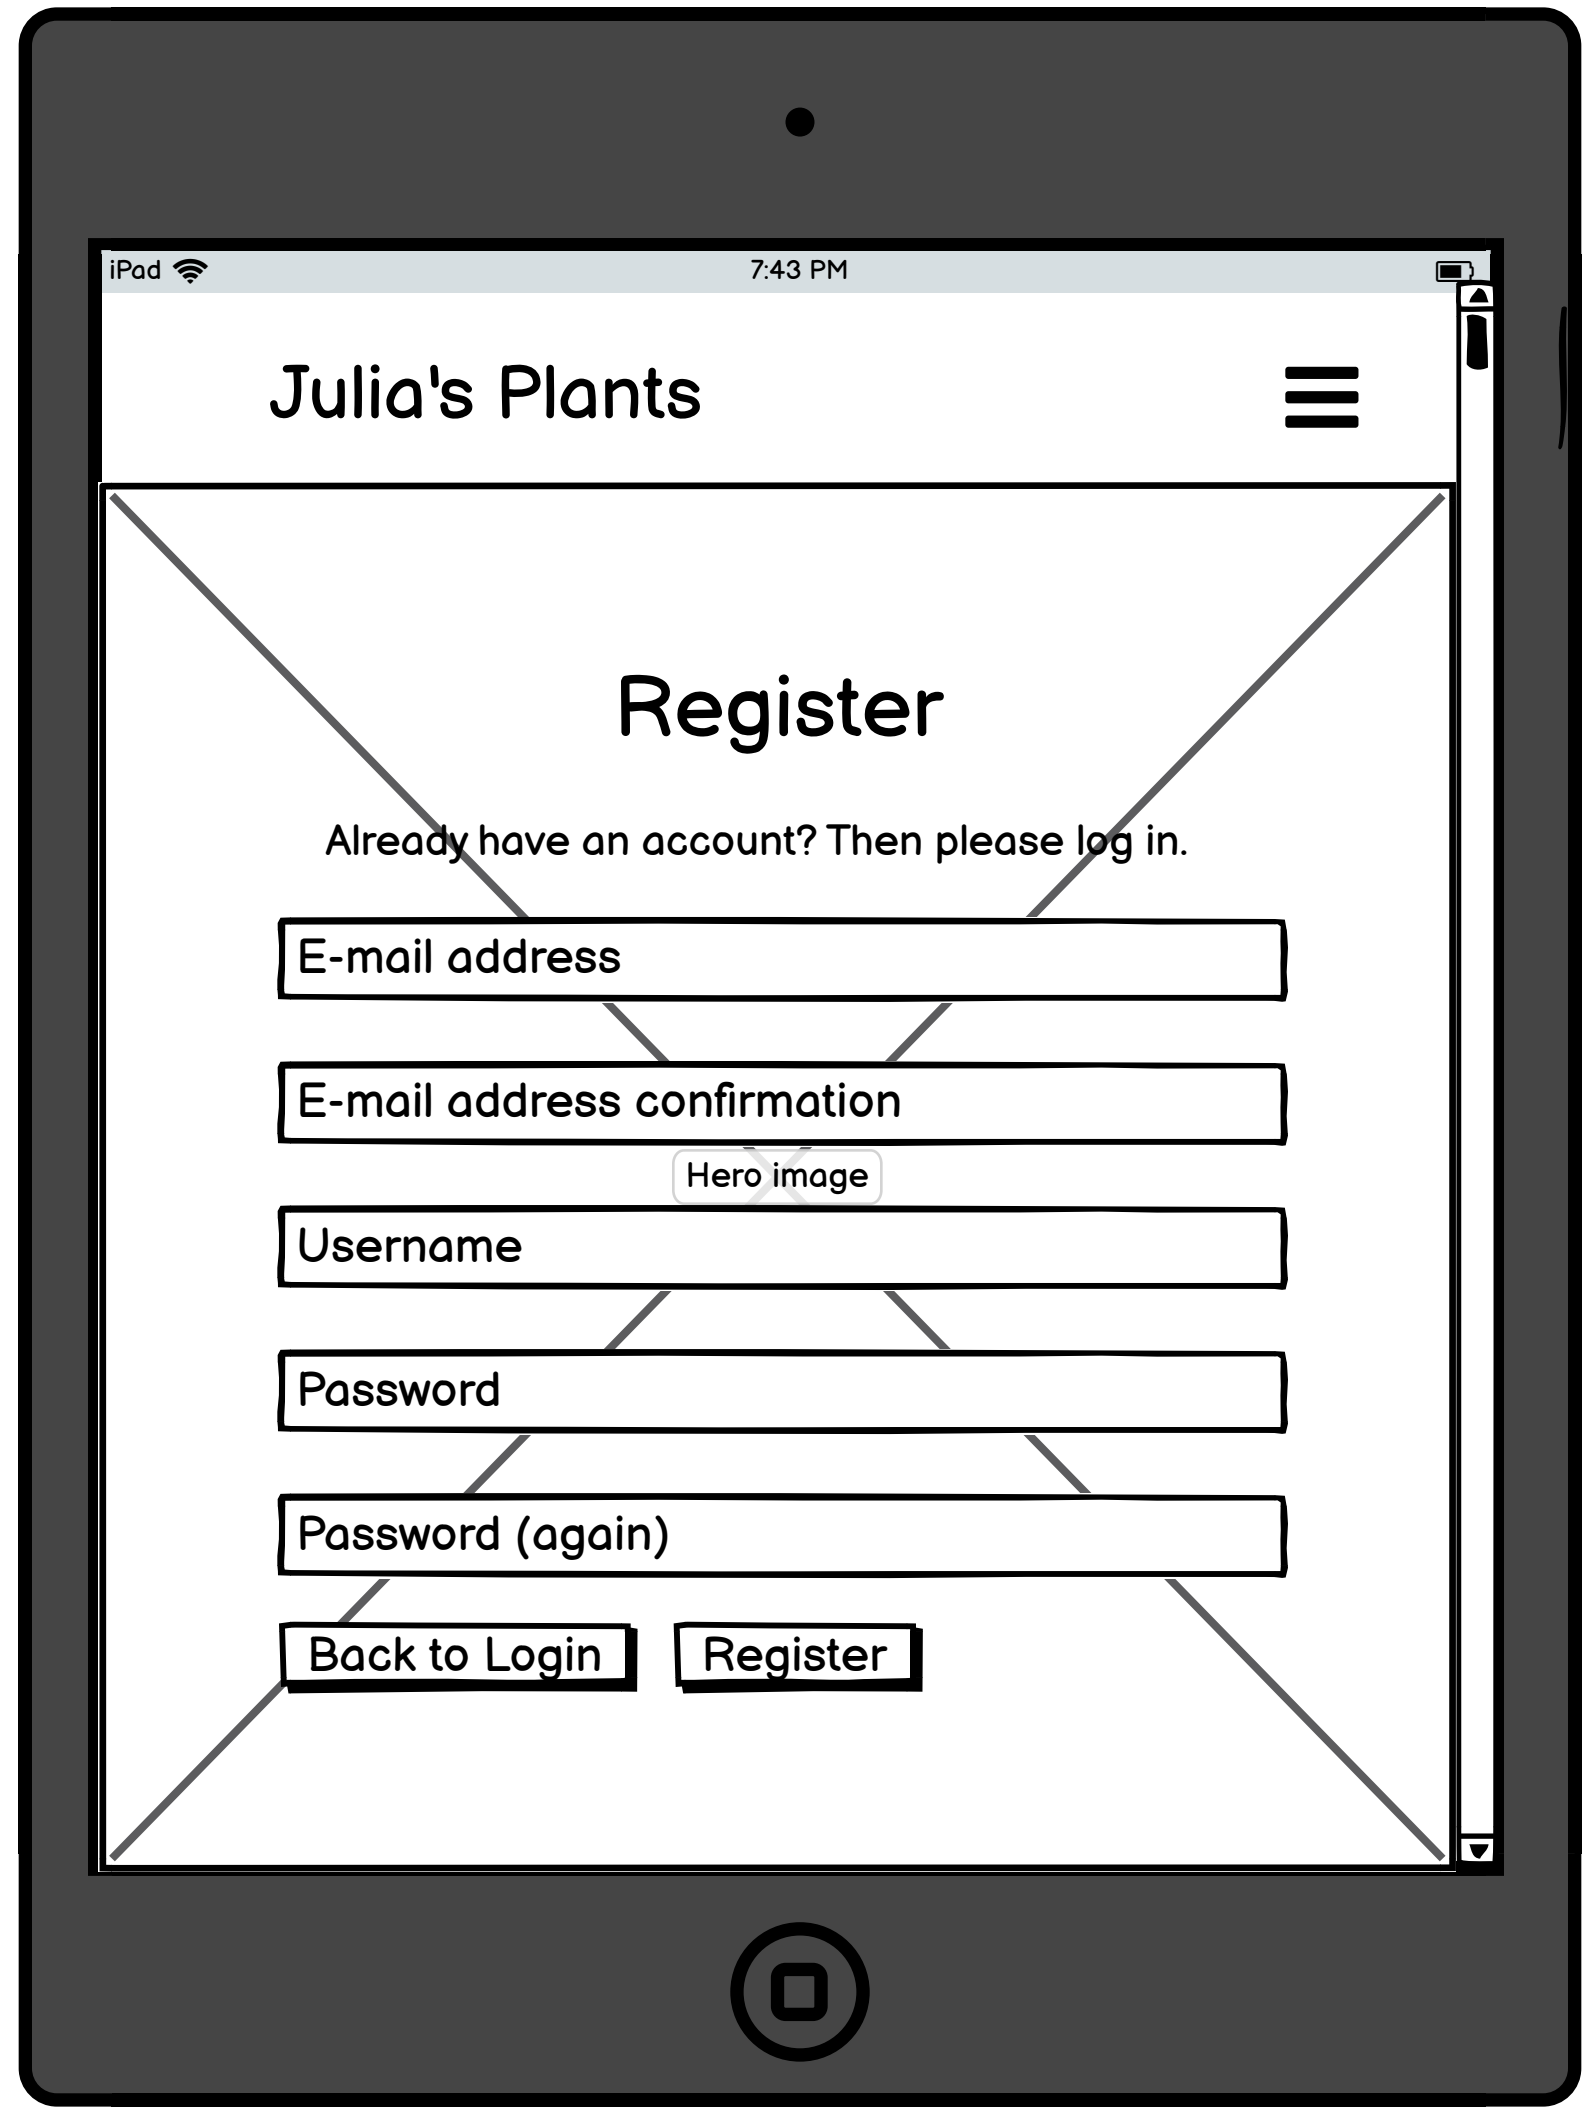 iPad
7:43 PM
Julia's Plants
Register
Already have an account? Then please log in.
E-mail address
E-mail address confirmation
Hero image
Username
Password
Password (again)
Back to Login
Register